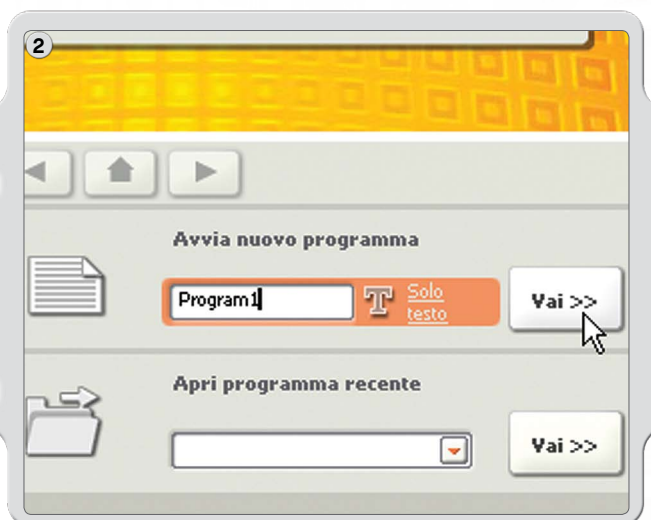 2
Avvia nuovo programma
Program1
T Solo
testo
Vai >>
Apri programma recente
Vai >>